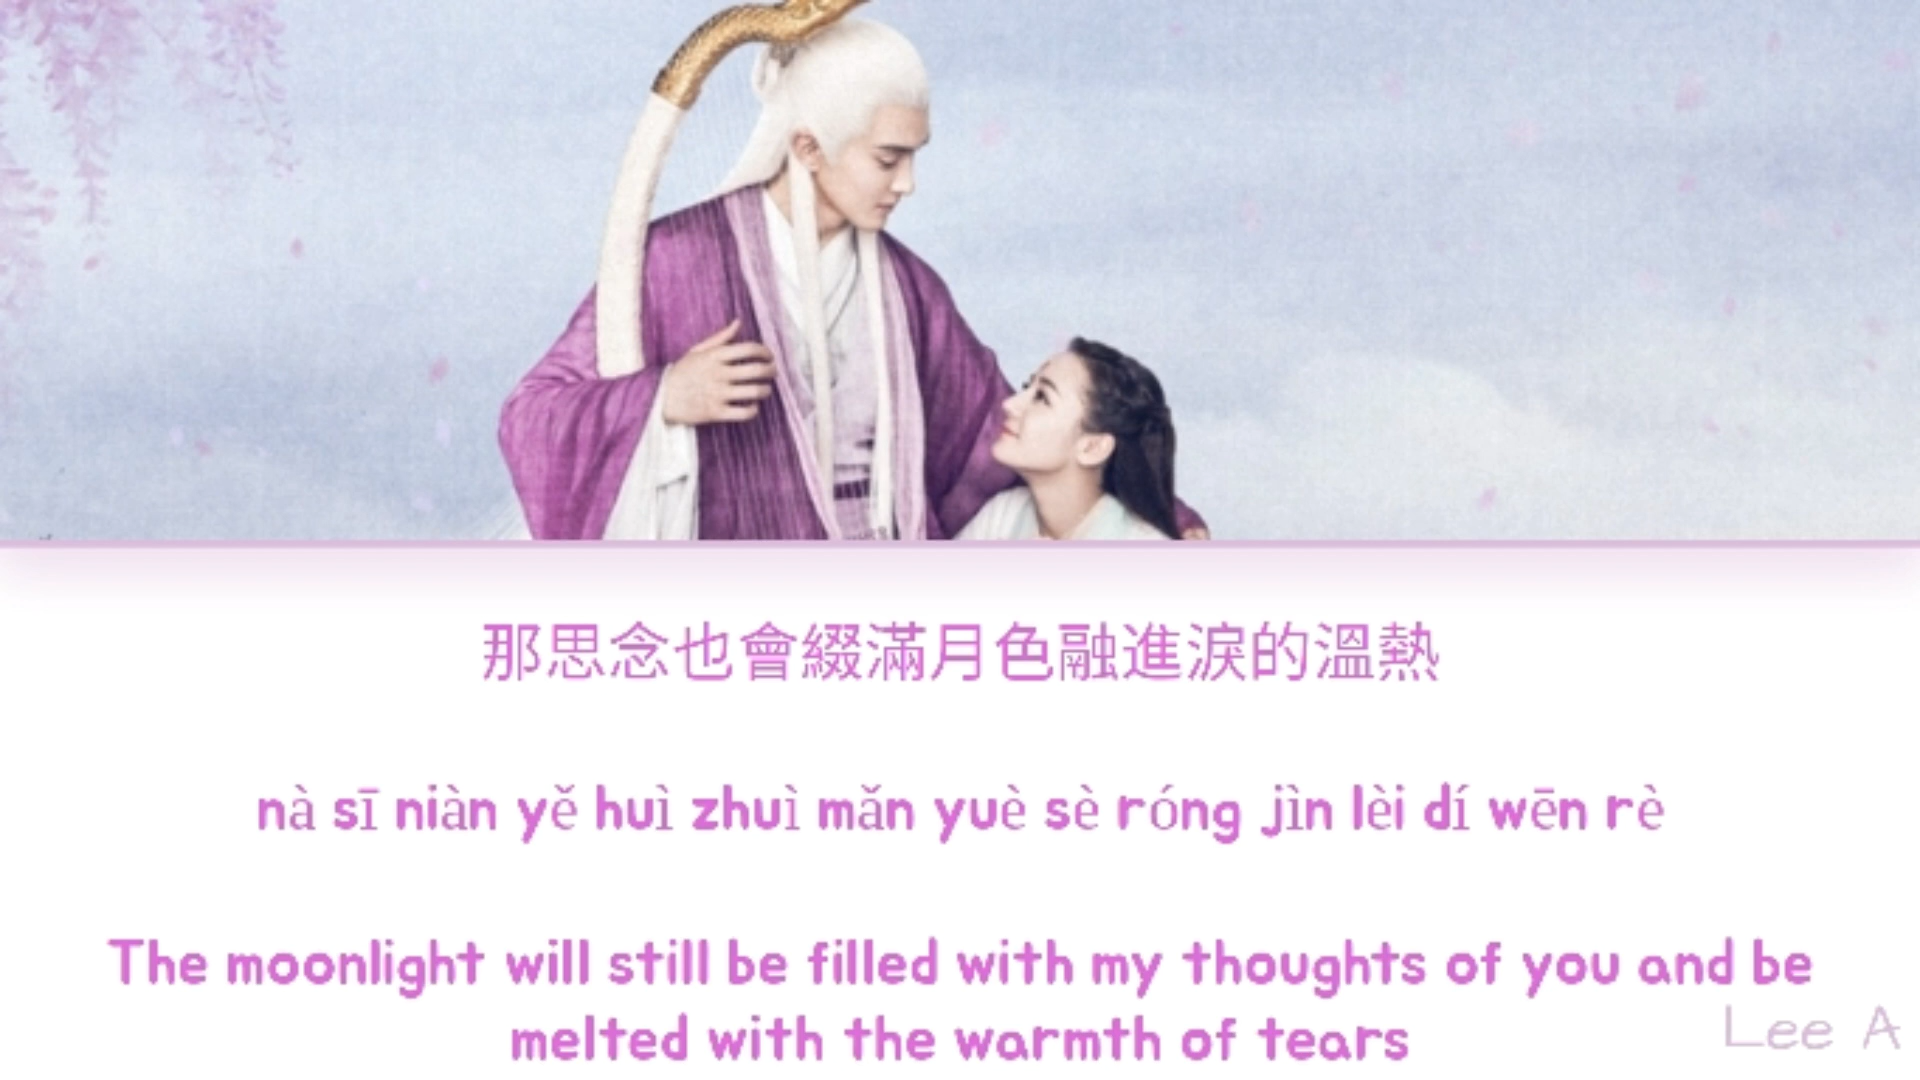 那思念也會綴滿月色融進淚的溫熱
nà sī niàn yě huì zhuì mǎn yuè sè róng jìn lèi dí wēn rè
The moonlight will still be filled with my thoughts of you and be
melted with the warmth of tears
Lee A